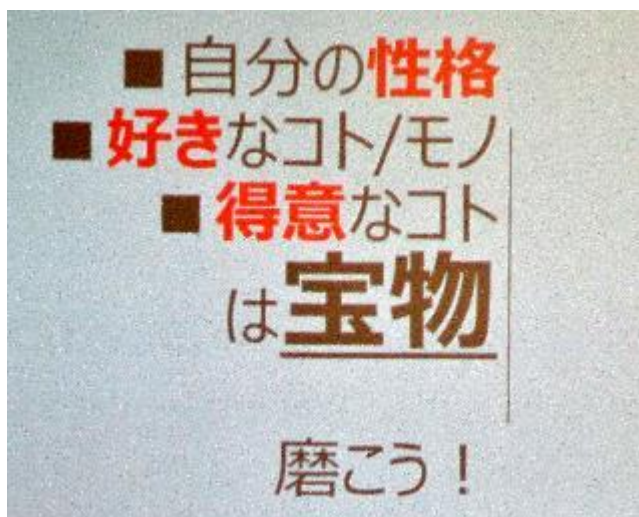 ■ 自分の性格
■ 好きなコト/モノ
■ 得意なコト
は宝物
磨こう！